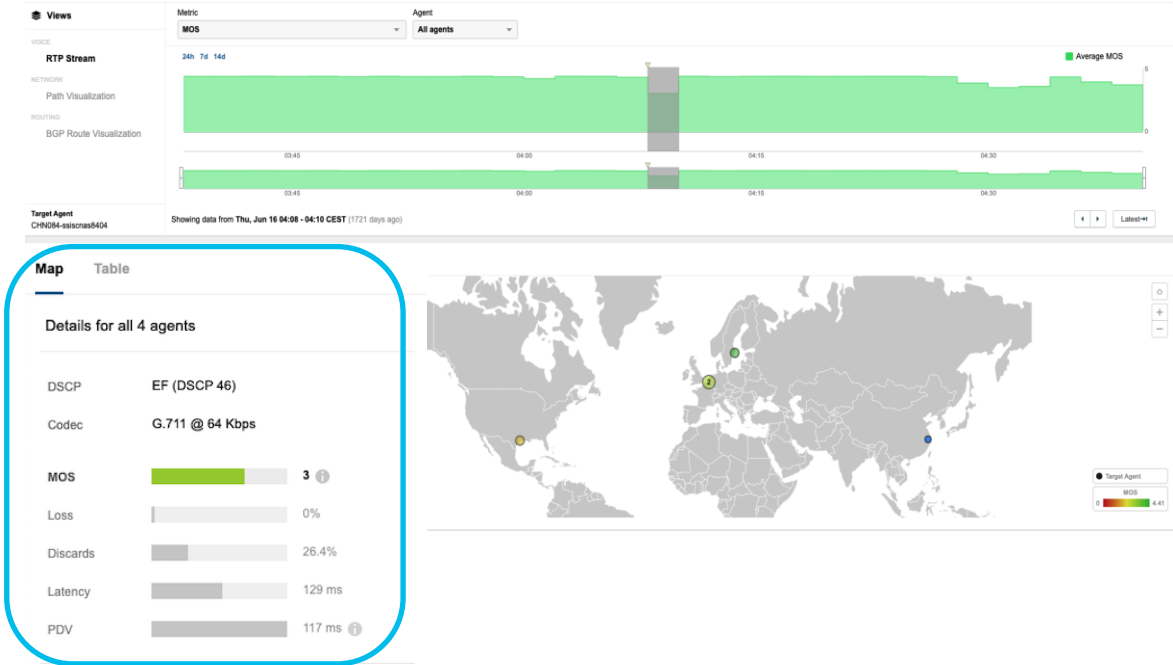 Views
VOICE
RTP Stream
NETWORK
Path Visualization
ROUTING
BGP Route Visualization
Target Agent
CHN084-ssiscnas8404
Metric
MOS
Agent
All agents
24h 7d 14d
Average MOS
5
0
03:45 04:00 04:15 04:30
03:45 04:00 04:15 04:30
Showing data from Thu, Jun 16 04:08 - 04:10 CEST (1721 days ago)
Latest
Map Table
Details for all 4 agents
DSCP EF (DSCP 46)
Codec G.711 @ 64 Kbps
MOS 3
Loss 0%
Discards 26.4%
Latency 129 ms
PDV 117 ms
2
Target Agent
MOS
0 4.41